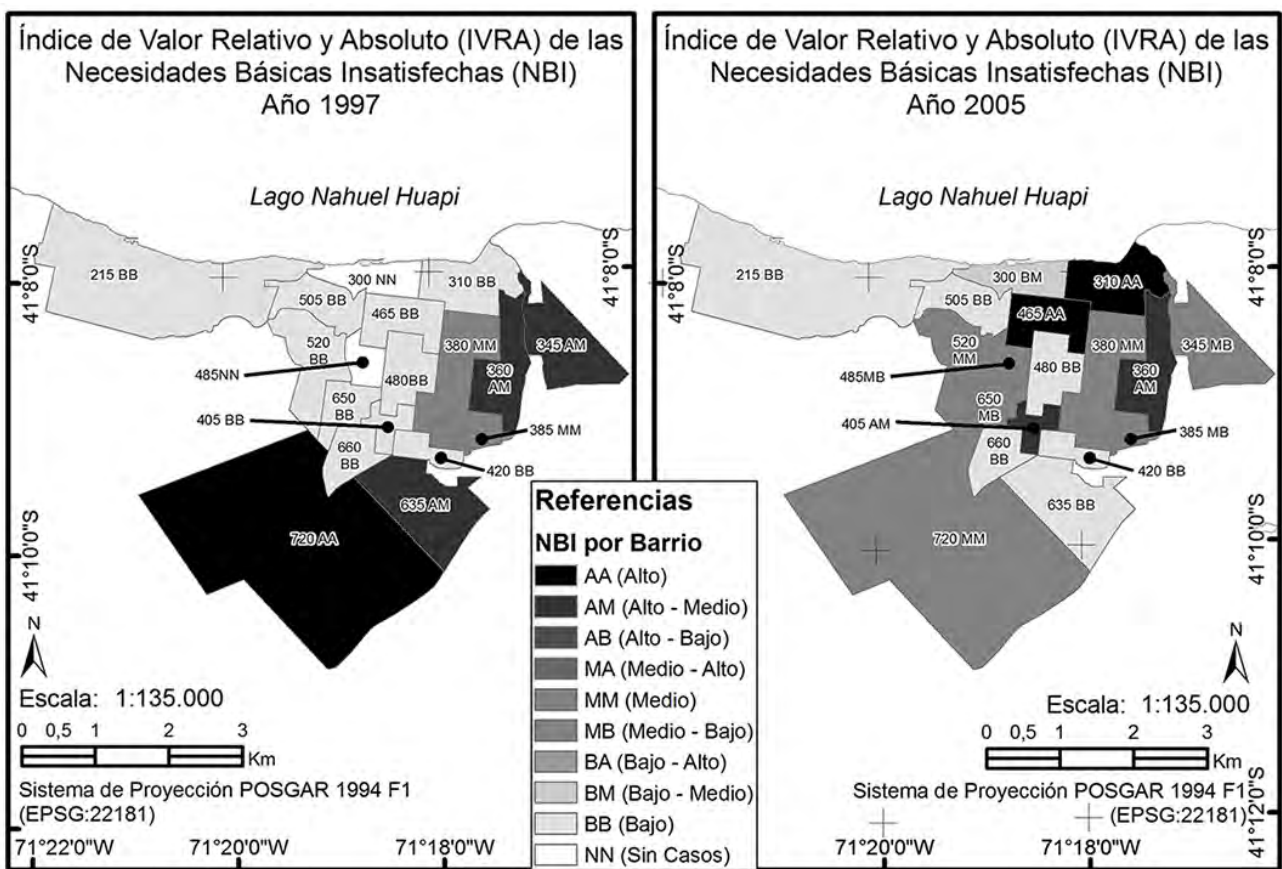 Índice de Valor Relativo y Absoluto (IVRA) de las
Necesidades Básicas Insatisfechas (NBI)
Año 1997
Lago Nahuel Huapi
41°8'0"S
215 BB
300 NN
310 BB
505 BB
465 BB
520
BB
380 MM
345 AM
485NN
480BB
360
AM
650
BB
405 BB
385 MM
660
BB
420 BB
635 AM
720 AA
41°10'0"S
N
Escala: 1:135.000
0 0,5 1 2 3
Km
Sistema de Proyección POSGAR 1994 F1
(EPSG:22181)
71°22'0"W 71°20'0"W 71°18'0"W
Referencias
NBI por Barrio
AA (Alto)
AM (Alto - Medio)
AB (Alto - Bajo)
MA (Medio - Alto)
MM (Medio)
MB (Medio - Bajo)
BA (Bajo - Alto)
BM (Bajo - Medio)
BB (Bajo)
NN (Sin Casos)
Índice de Valor Relativo y Absoluto (IVRA) de las
Necesidades Básicas Insatisfechas (NBI)
Año 2005
Lago Nahuel Huapi
41°8'0"S
215 BB
300 BM
310 AA
505 BB
465 AA
520
MM
380 MM
345 MB
485MB
480 BB
360
AM
650
MB
405 AM
385 MB
660
BB
420 BB
635 BB
720 MM
41°10'0"S
N
Escala: 1:135.000
0 0,5 1 2 3
Km
Sistema de Proyección POSGAR 1994 F1
(EPSG:22181)
41°12'0"S
71°20'0"W 71°18'0"W